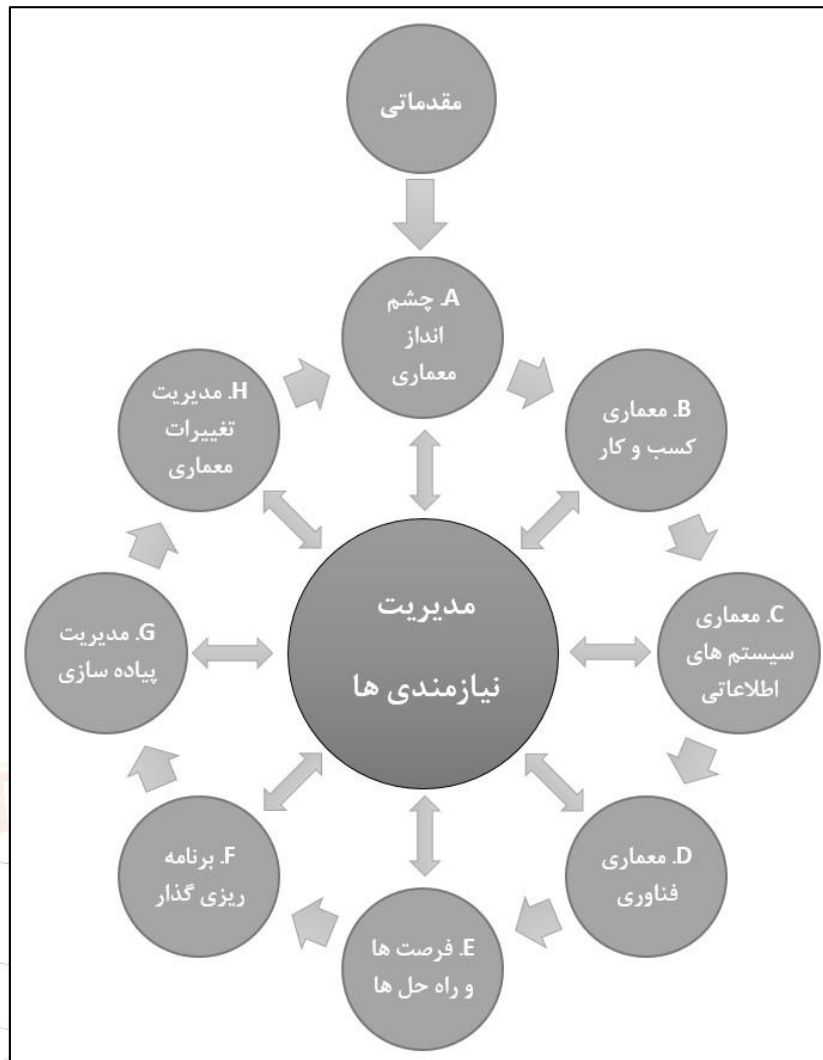 مقدماتی
A. چشم
انداز
معماری
B. معماری
کسب و کار
C. معماری
سیستم های
اطلاعاتی
D. معماری
فناوری
E. فرصت ها
و راه حل ها
F. برنامه
ریزی گذار
G. مدیریت
پیاده سازی
H. مدیریت
تغییرات
معماری
مدیریت
نیازمندی ها